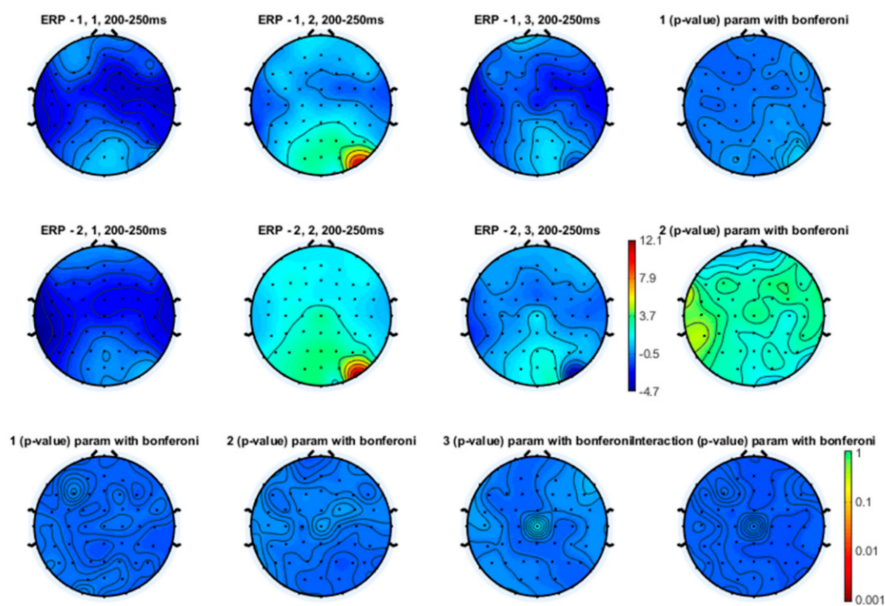 ERP - 1, 1, 200-250ms
ERP - 1, 2, 200-250ms
ERP - 1, 3, 200-250ms
1 (p-value) param with bonferoni
ERP - 2, 1, 200-250ms
ERP - 2, 2, 200-250ms
ERP - 2, 3, 200-250ms
12.1
7.9
3.7
-0.5
-4.7
2 (p-value) param with bonferoni
1 (p-value) param with bonferoni
2 (p-value) param with bonferoni
3 (p-value) param with bonferoni
Interaction (p-value) param with bonferoni
1
0.1
0.01
0.001